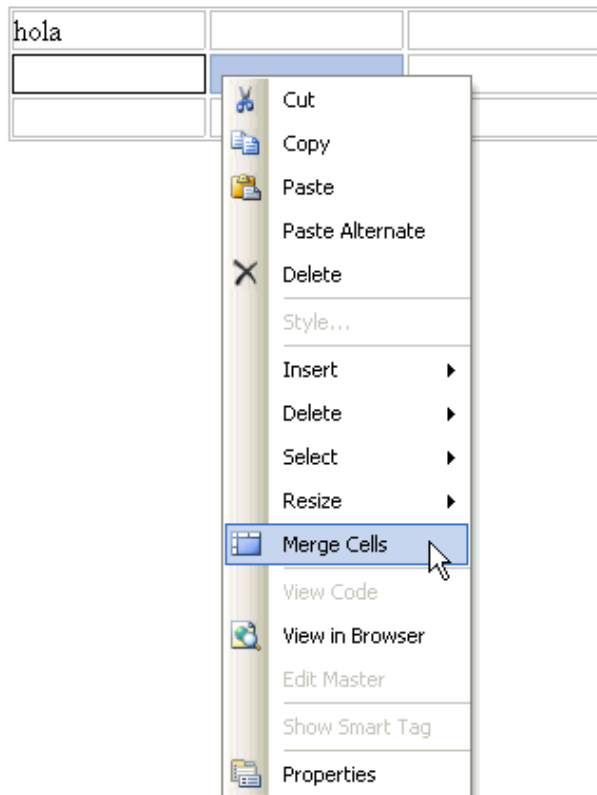 hola
Cut
Copy
Paste
Paste Alternate
Delete
Style...
Insert
Delete
Select
Resize
Merge Cells
View Code
View in Browser
Edit Master
Show Smart Tag
Properties